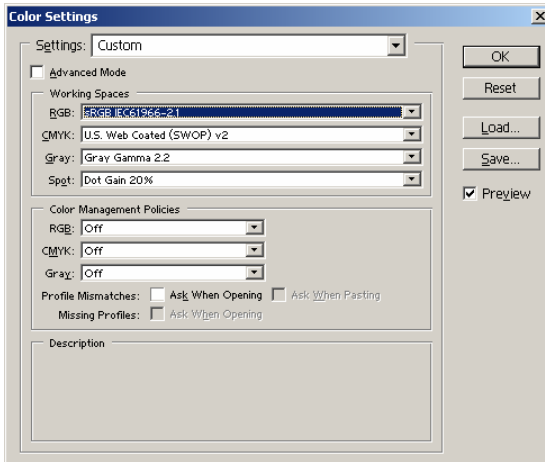 Color Settings
Settings: Custom
OK
Advanced Mode
Reset
Working Spaces
RGB: sRGB IEC61966-2.1
Load...
CMYK: U.S. Web Coated (SWOP) v2
Gray: Gray Gamma 2.2
Save...
Spot: Dot Gain 20%
Preview
Color Management Policies
RGB: Off
CMYK: Off
Gray: Off
Profile Mismatches: Ask When Opening Ask When Pasting
Missing Profiles: Ask When Opening
Description